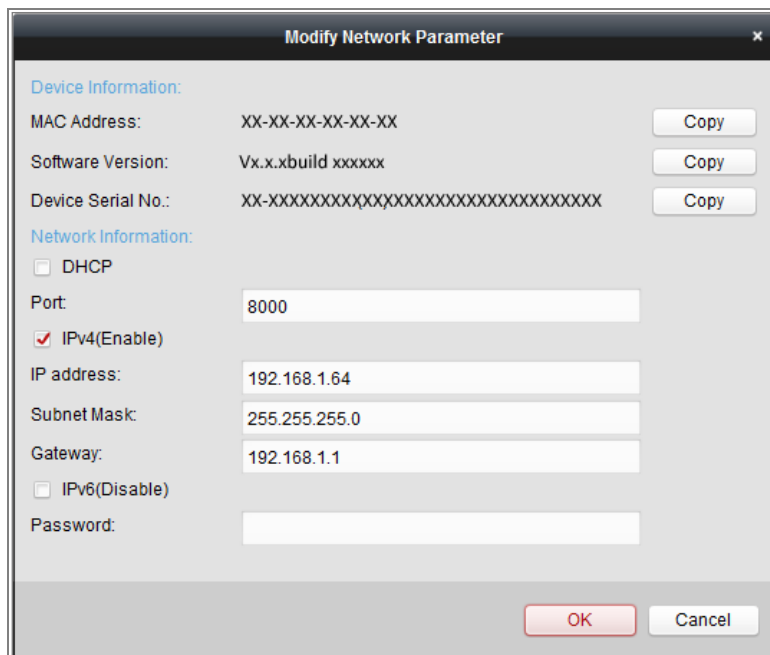 Modify Network Parameter ×
Device Information:
MAC Address: XX-XX-XX-XX-XX-XX Copy
Software Version: Vx.x.xbuild xxxxxx Copy
Device Serial No.: XX-XXXXXXXXXXXXXXXXXXXXXXXXXXXXXXXXX Copy
Network Information:
DHCP
Port: 8000
IPv4(Enable)
IP address: 192.168.1.64
Subnet Mask: 255.255.255.0
Gateway: 192.168.1.1
IPv6(Disable)
Password:
OK Cancel